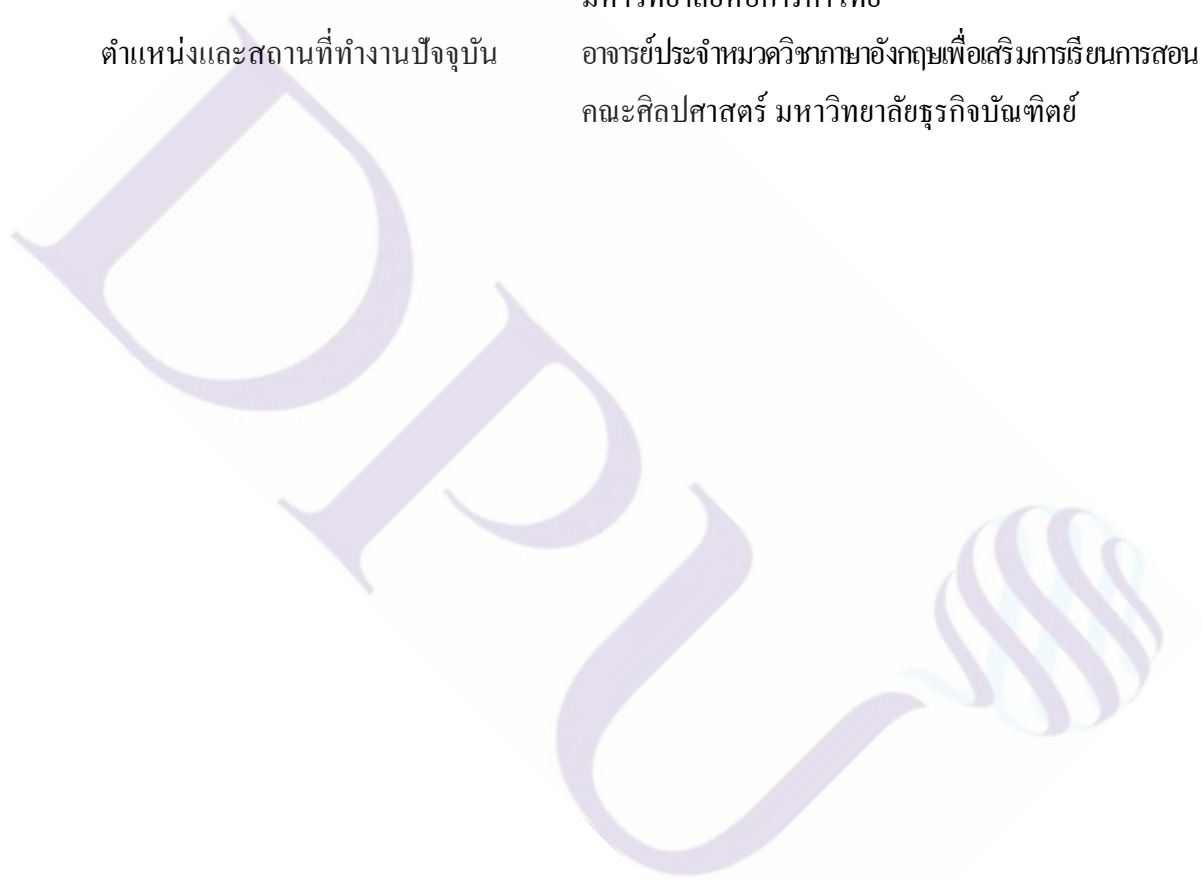 ตำแหน่งและสถานที่ทำงานปัจจุบัน อาจารย์ประจำหมวดวิชาภาษาอังกฤษเพื่อเสริมการเรียนการสอน
คณะศิลปศาสตร์ มหาวิทยาลัยธุรกิจบัณฑิตย์
DPU